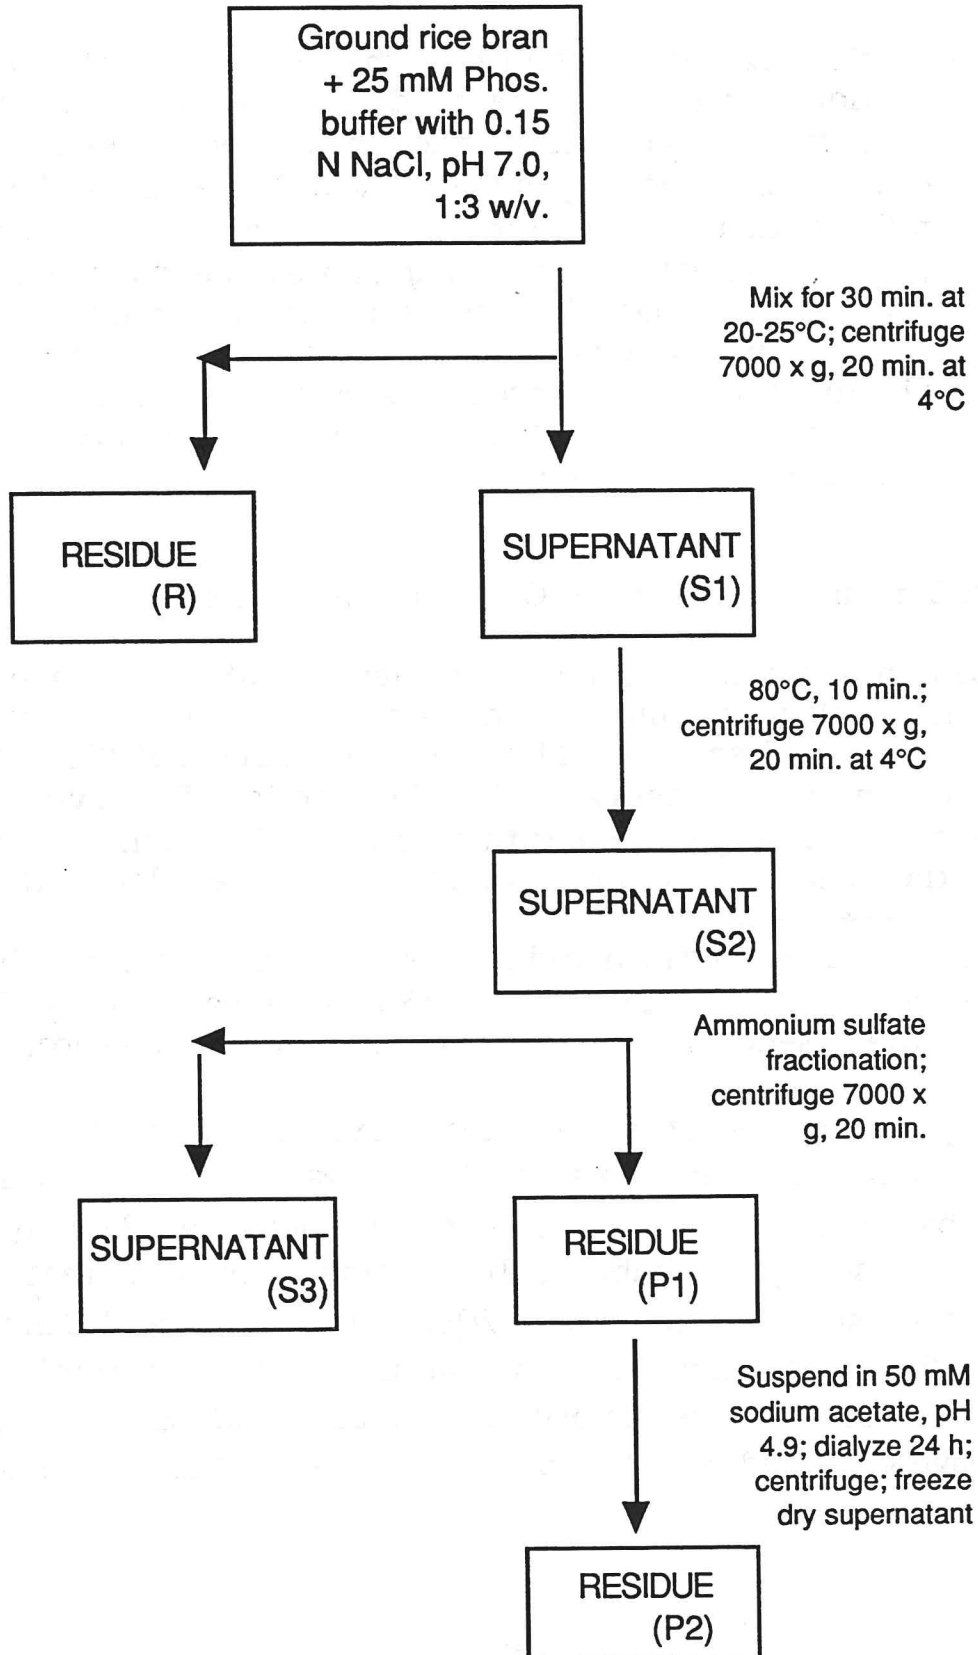 Ground rice bran
+ 25 mM Phos.
buffer with 0.15
N NaCl, pH 7.0,
1:3 w/v.
Mix for 30 min. at
20-25°C; centrifuge
7000 x g, 20 min. at
4°C
RESIDUE
(R)
SUPERNATANT
(S1)
80°C, 10 min.;
centrifuge 7000 x g,
20 min. at 4°C
SUPERNATANT
(S2)
Ammonium sulfate
fractionation;
centrifuge 7000 x
g, 20 min.
SUPERNATANT
(S3)
RESIDUE
(P1)
Suspend in 50 mM
sodium acetate, pH
4.9; dialyze 24 h;
centrifuge; freeze
dry supernatant
RESIDUE
(P2)